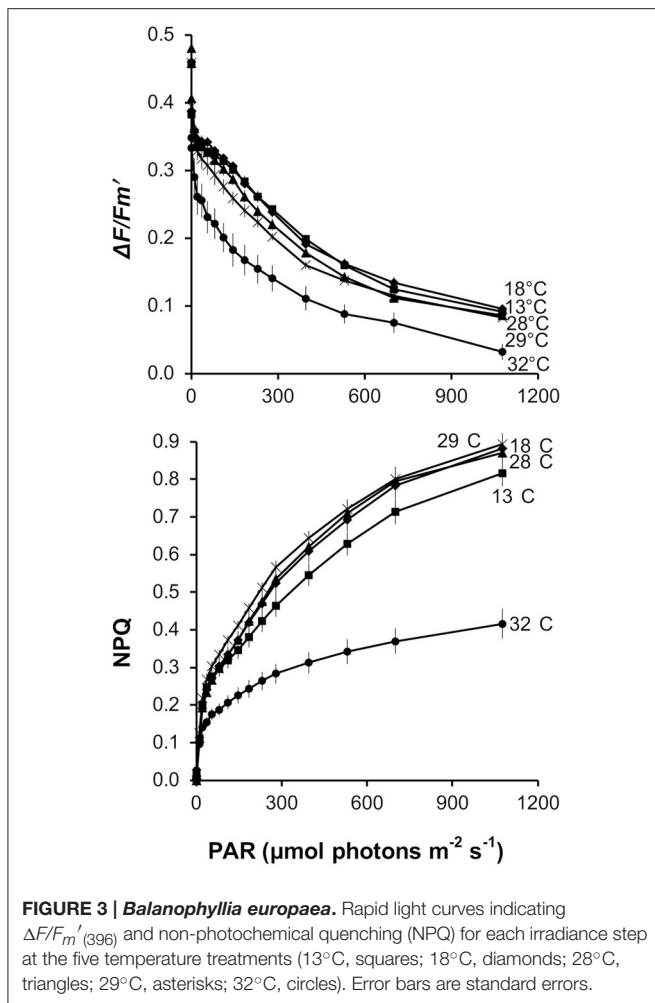 0.5
0.4
0.3
0.2
0.1
0.0
ΔF/Fm'
0 300 600 900 1200
18°C
13°C
28°C
29°C
32°C
0.9
0.8
0.7
0.6
0.5
0.4
0.3
0.2
0.1
0.0
NPQ
29 C
18 C
28 C
13 C
32 C
0 300 600 900 1200
PAR (µmol photons m⁻² s⁻¹)
FIGURE 3 | Balanophyllia europaea. Rapid light curves indicating
ΔF/Fm′(396) and non-photochemical quenching (NPQ) for each irradiance step
at the five temperature treatments (13°C, squares; 18°C, diamonds; 28°C,
triangles; 29°C, asterisks; 32°C, circles). Error bars are standard errors.